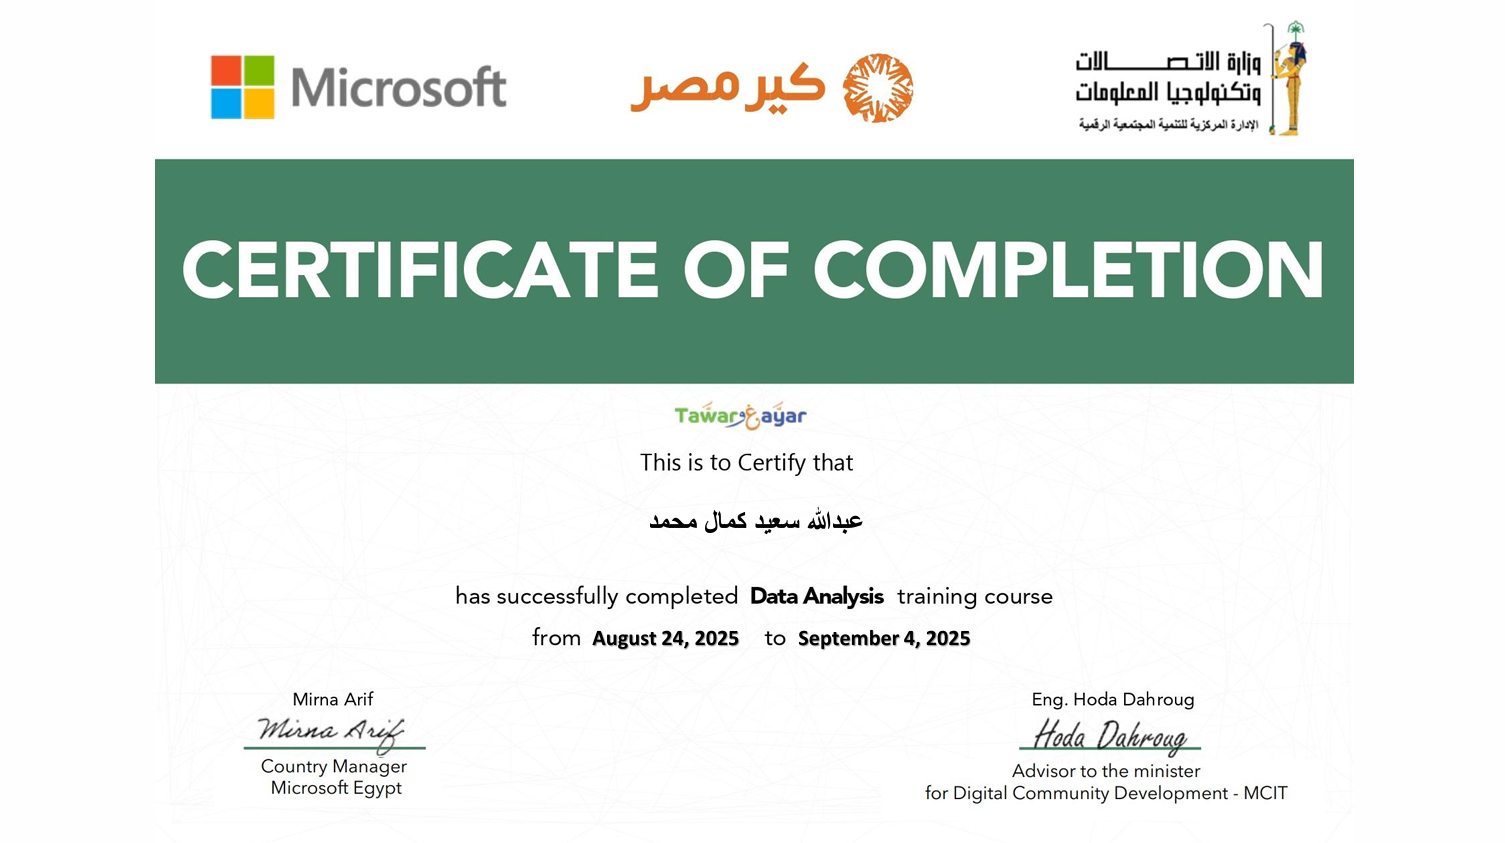 Microsoft
كير مصر
وزارة الاتصالات
وتكنولوجيا المعلومات
الإدارة المركزية للتنمية المجتمعية الرقمية
CERTIFICATE OF COMPLETION
Tawar وغ ayar
This is to Certify that
عبدالله سعيد كمال محمد
has successfully completed Data Analysis training course
from August 24, 2025 to September 4, 2025
Mirna Arif
Mirna Arif
Country Manager
Microsoft Egypt
Eng. Hoda Dahroug
Hoda Dahroug
Advisor to the minister
for Digital Community Development - MCIT